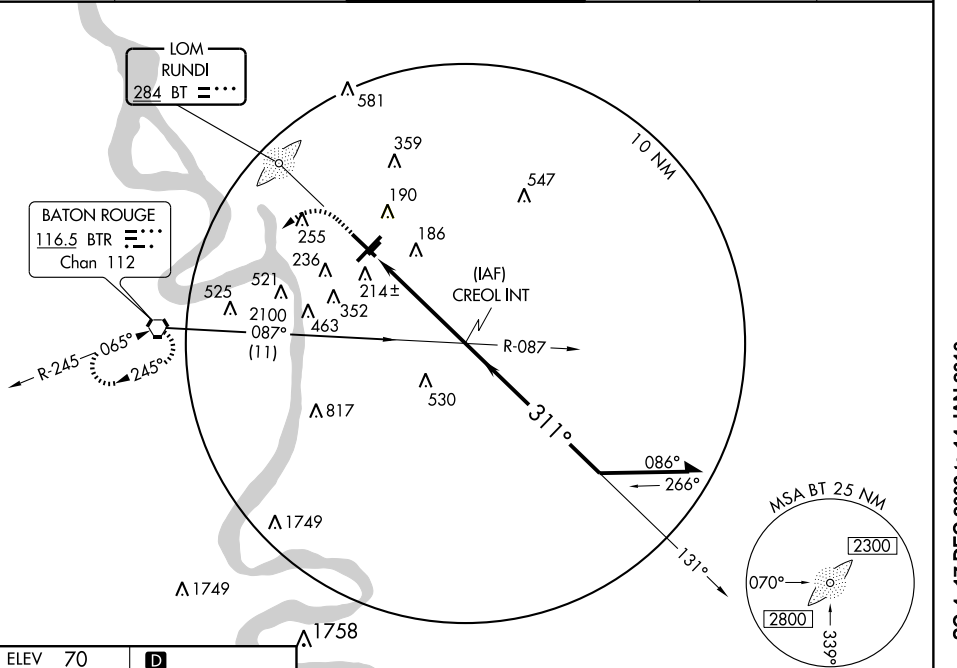 LOM
RUNDI
284 BT
581
359
10 NM
547
190
BATON ROUGE
116.5 BTR
Chan 112
255
186
236
(IAF)
CREOL INT
521
214±
525
2100
352
463
087°
(11)
R-087
R-245
065°
245°
530
817
311°
086°
266°
MSA BT 25 NM
1749
2300
131°
070°
1749
2800
339°
1758
ELEV 70
D